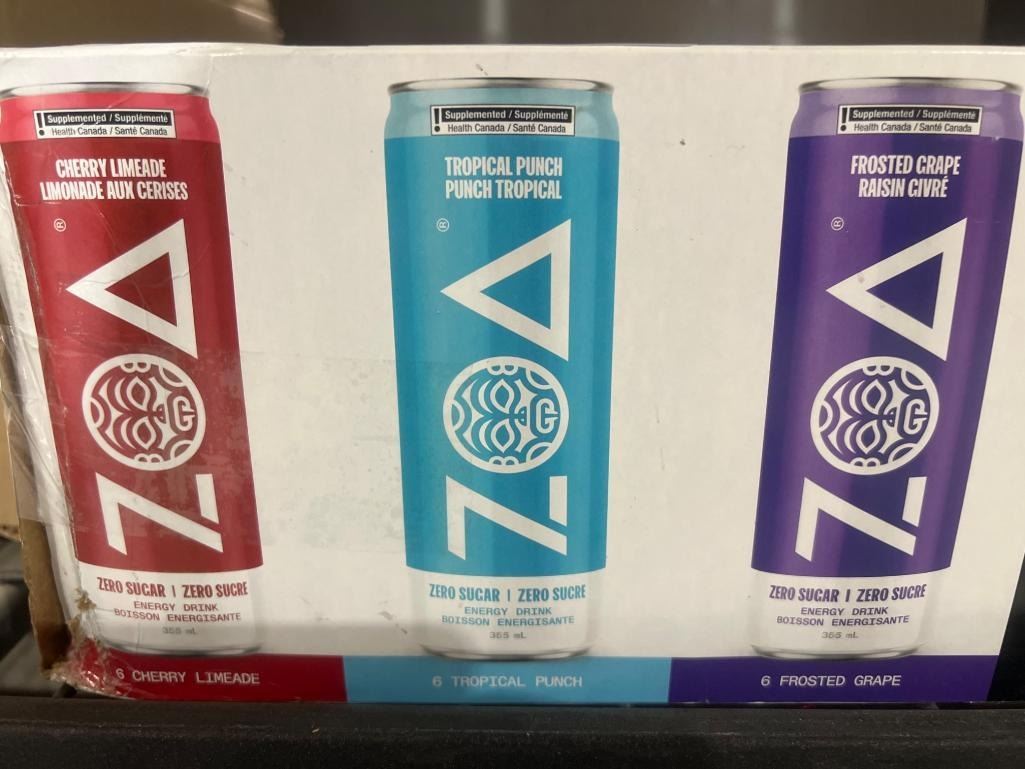 ! Supplemented / Supplémenté
Health Canada / Santé Canada
CHERRY LIMEADE
LIMONADE AUX CERISES
ZOA®
G
ZERO SUGAR | ZERO SUCRE
ENERGY DRINK
BOISSON ENERGISANTE
355 mL
6 CHERRY LIMEADE
! Supplemented / Supplémenté
Health Canada / Santé Canada
TROPICAL PUNCH
PUNCH TROPICAL
ZOA®
G
ZERO SUGAR | ZERO SUCRE
ENERGY DRINK
BOISSON ENERGISANTE
355 mL
6 TROPICAL PUNCH
! Supplemented / Supplémenté
Health Canada / Santé Canada
FROSTED GRAPE
RAISIN GIVRÉ
ZOA®
G
ZERO SUGAR | ZERO SUCRE
ENERGY DRINK
BOISSON ENERGISANTE
355 mL
6 FROSTED GRAPE